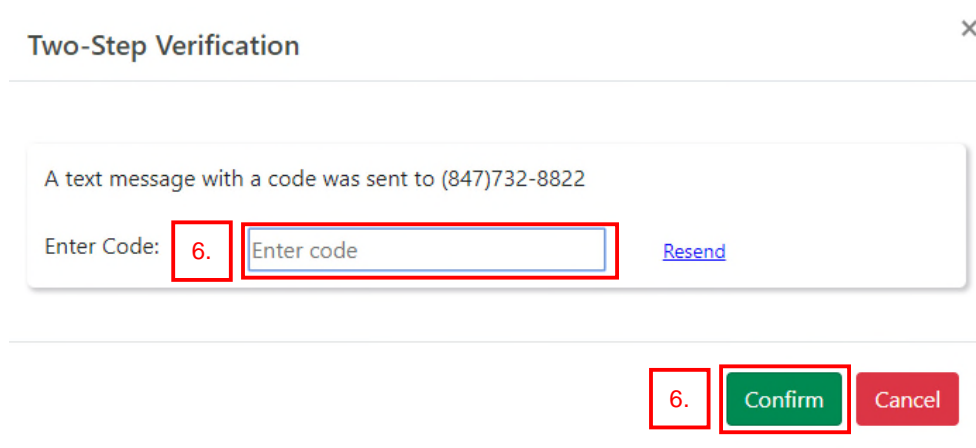 Two-Step Verification
×
A text message with a code was sent to (847)732-8822
Enter Code: 6. Enter code Resend
6. Confirm Cancel